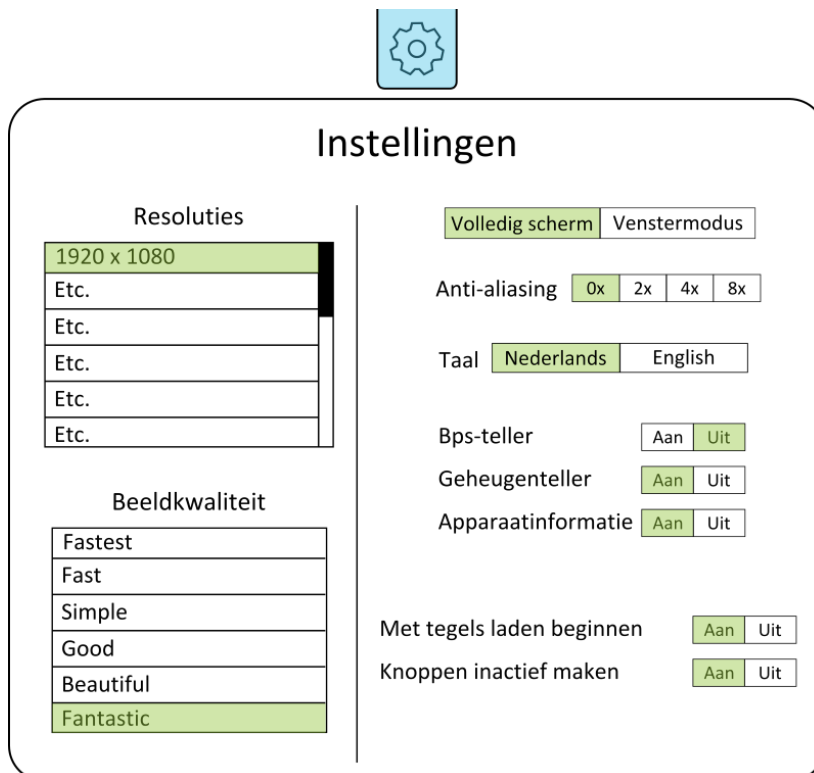 Instellingen
Resoluties
1920 x 1080
Etc.
Etc.
Etc.
Etc.
Etc.
Beeldkwaliteit
Fastest
Fast
Simple
Good
Beautiful
Fantastic
Volledig scherm Venstermodus
Anti-aliasing 0x 2x 4x 8x
Taal Nederlands English
Bps-teller Aan Uit
Geheugenteller Aan Uit
Apparaatinformatie Aan Uit
Met tegels laden beginnen Aan Uit
Knoppen inactief maken Aan Uit